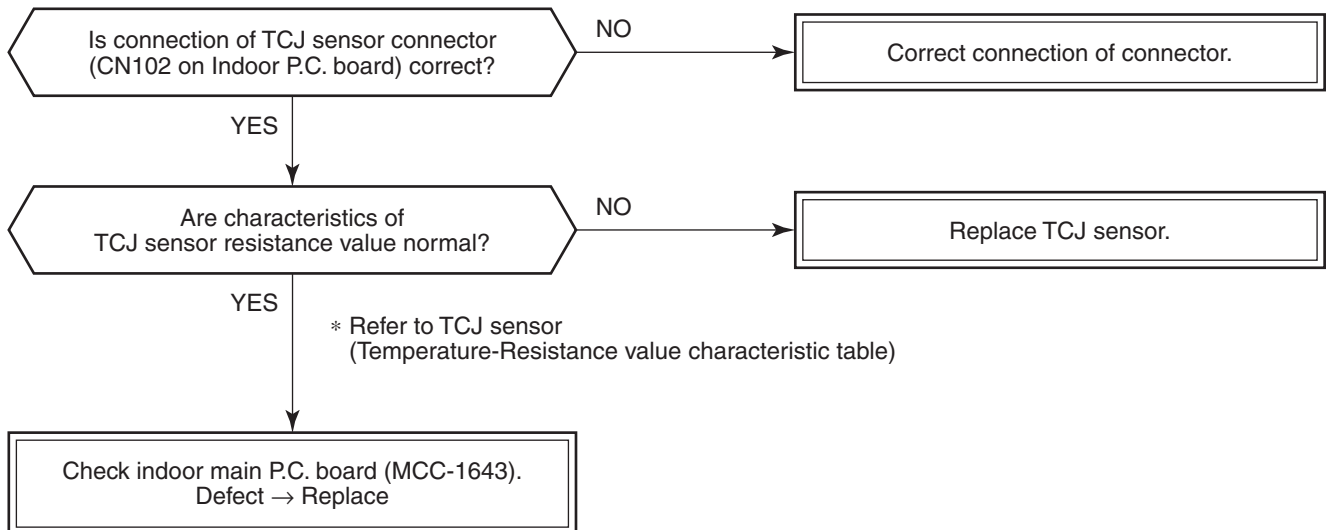 Is connection of TCJ sensor connector
(CN102 on Indoor P.C. board) correct?
NO
Correct connection of connector.
YES
Are characteristics of
TCJ sensor resistance value normal?
NO
Replace TCJ sensor.
YES
* Refer to TCJ sensor
(Temperature-Resistance value characteristic table)
Check indoor main P.C. board (MCC-1643).
Defect → Replace